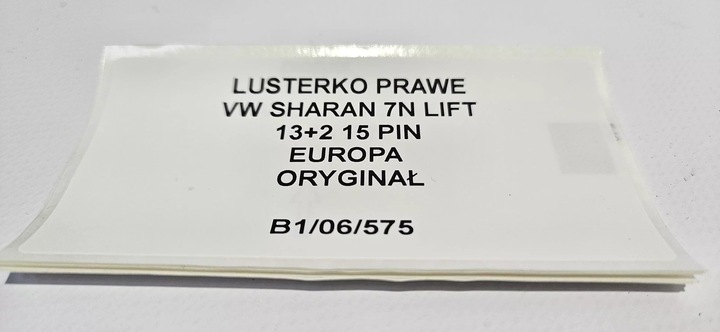 LUSTERKO PRAWE
VW SHARAN 7N LIFT
13+2 15 PIN
EUROPA
ORYGINAŁ
B1/06/575